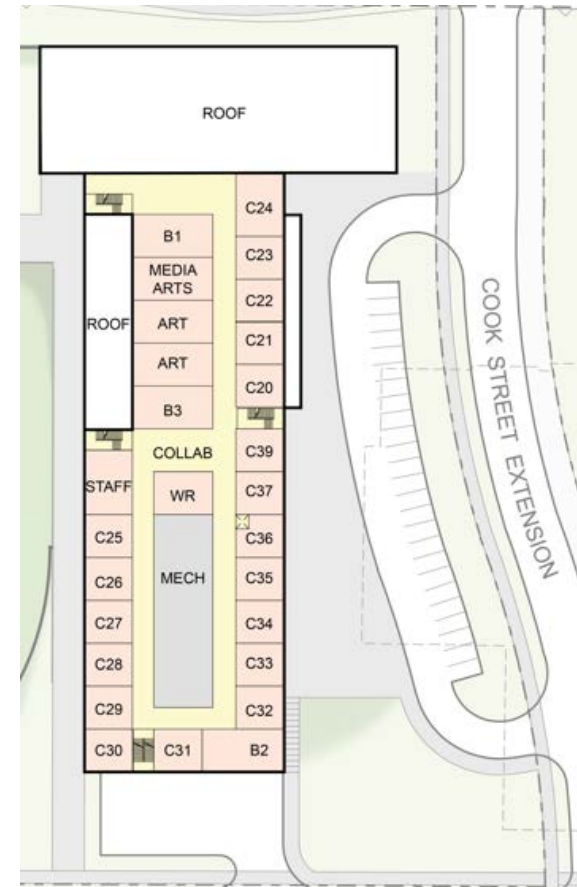 ROOF
C24
B1
C23
MEDIA
ARTS
C22
ROOF
ART
C21
ART
C20
B3
C39
COLLAB
STAFF
WR
C37
C25
C36
C26
MECH
C35
C27
C34
C28
C33
C29
C32
C30
C31
B2
COOK STREET EXTENSION